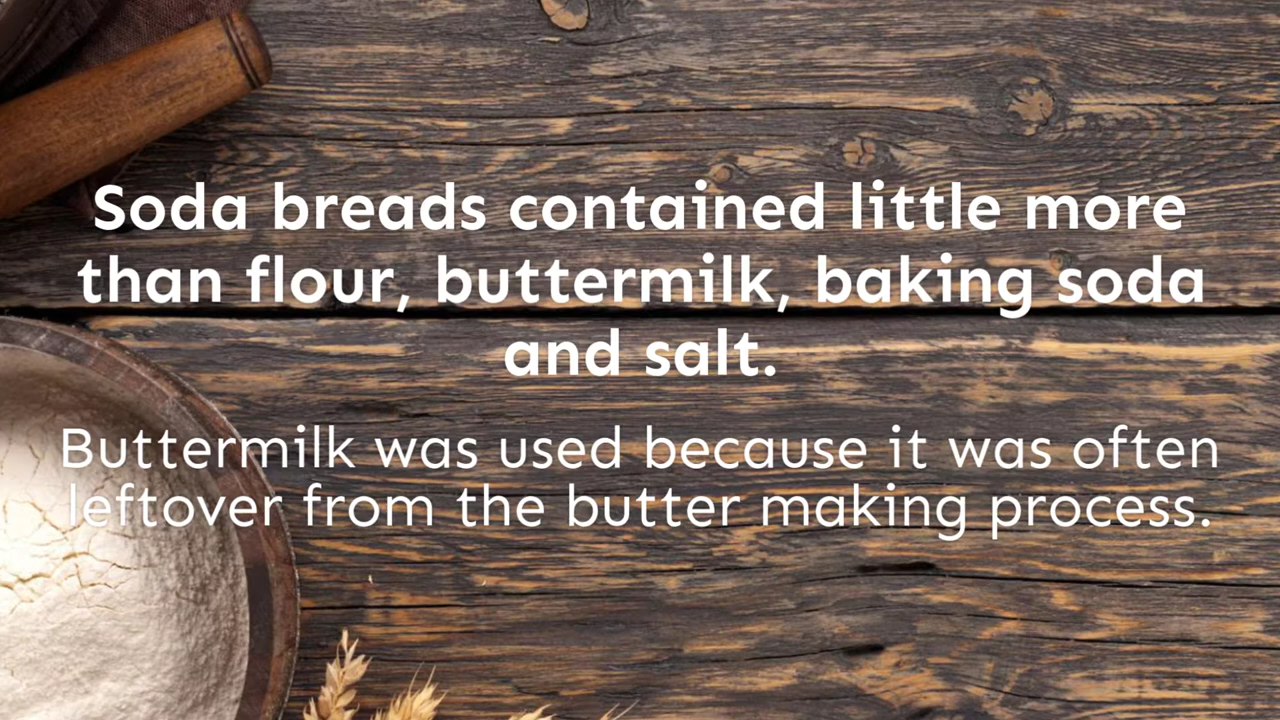 Soda breads contained little more
than flour, buttermilk, baking soda
and salt.
Buttermilk was used because it was often
leftover from the butter making process.